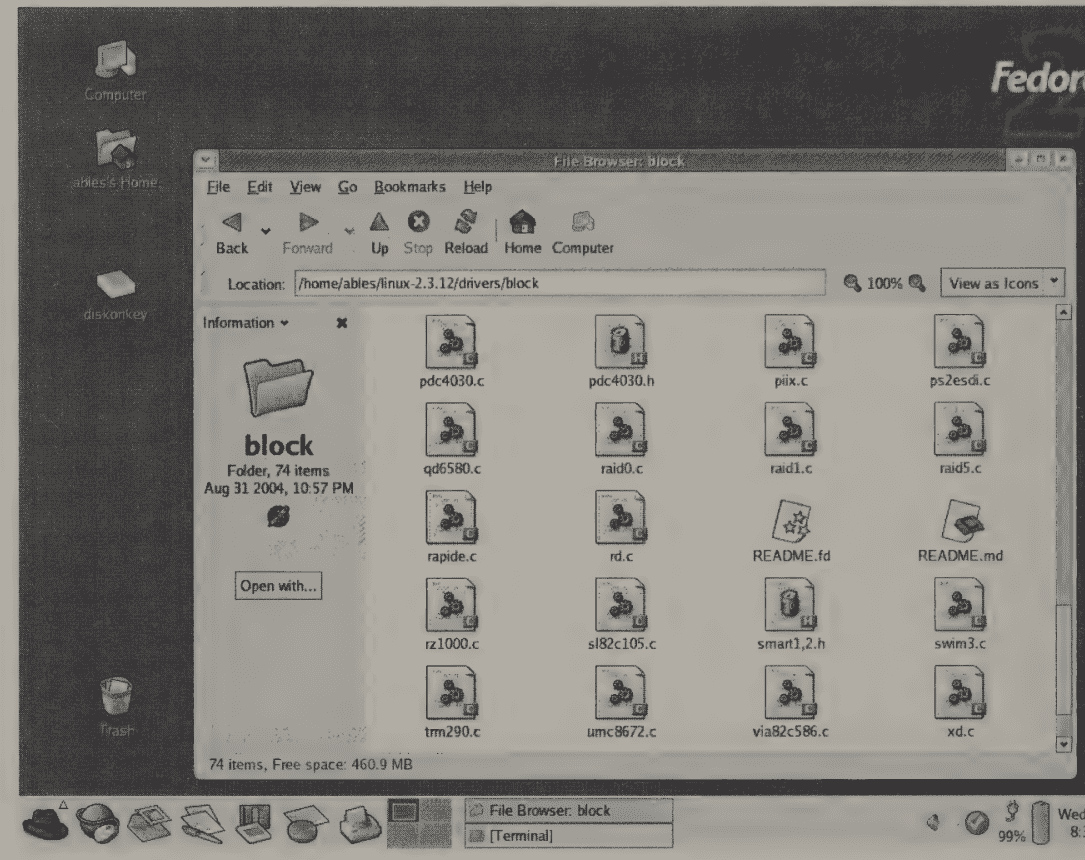 Computer
Fedor
ables's Home
File Browser: block
File Edit View Go Bookmarks Help
Back Forward Up Stop Reload Home Computer
Location: /home/ables/linux-2.3.12/drivers/block 100% View as Icons
diskonkey
Information
pdc4030.c pdc4030.h piix.c ps2esdi.c
block
Folder, 74 items
Aug 31 2004, 10:57 PM
qd6580.c raid0.c raid1.c raid5.c
rapide.c rd.c README.fd README.md
Open with...
rz1000.c sl82c105.c smart1,2.h swim3.c
Trash
trm290.c umc8672.c via82c586.c xd.c
74 items, Free space: 460.9 MB
File Browser: block
[Terminal]
99%
Wed
8: